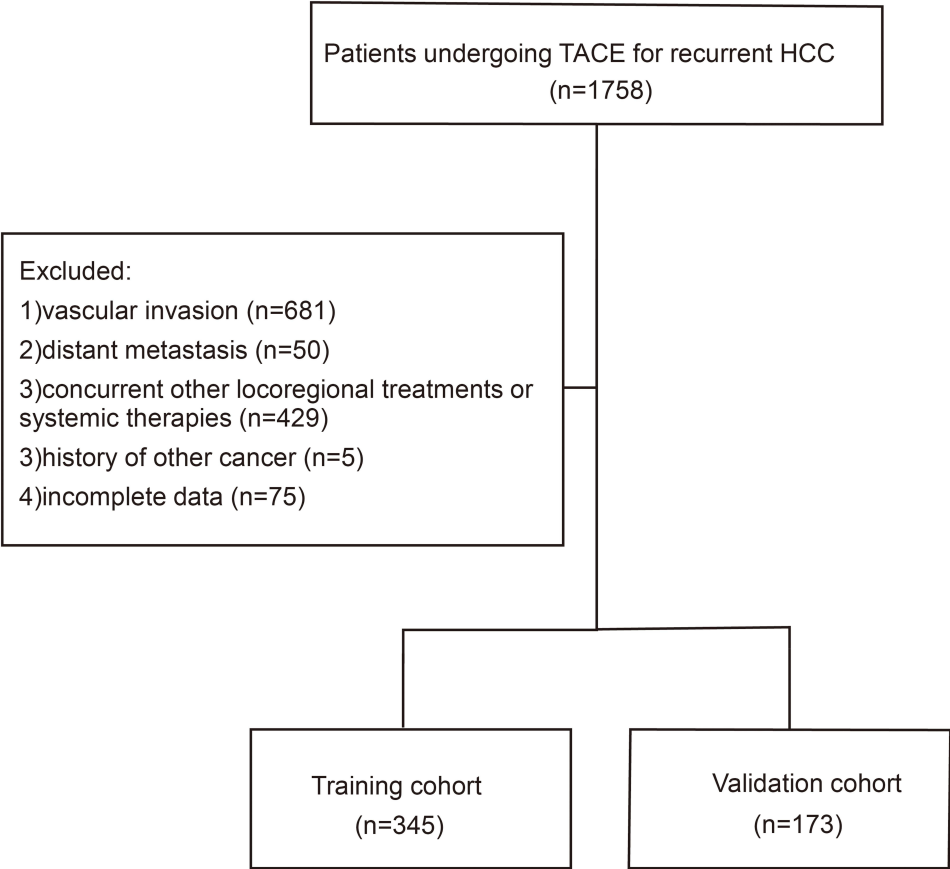 Patients undergoing TACE for recurrent HCC
(n=1758)
Excluded:
1)vascular invasion (n=681)
2)distant metastasis (n=50)
3)concurrent other locoregional treatments or
systemic therapies (n=429)
3)history of other cancer (n=5)
4)incomplete data (n=75)
Training cohort
(n=345)
Validation cohort
(n=173)